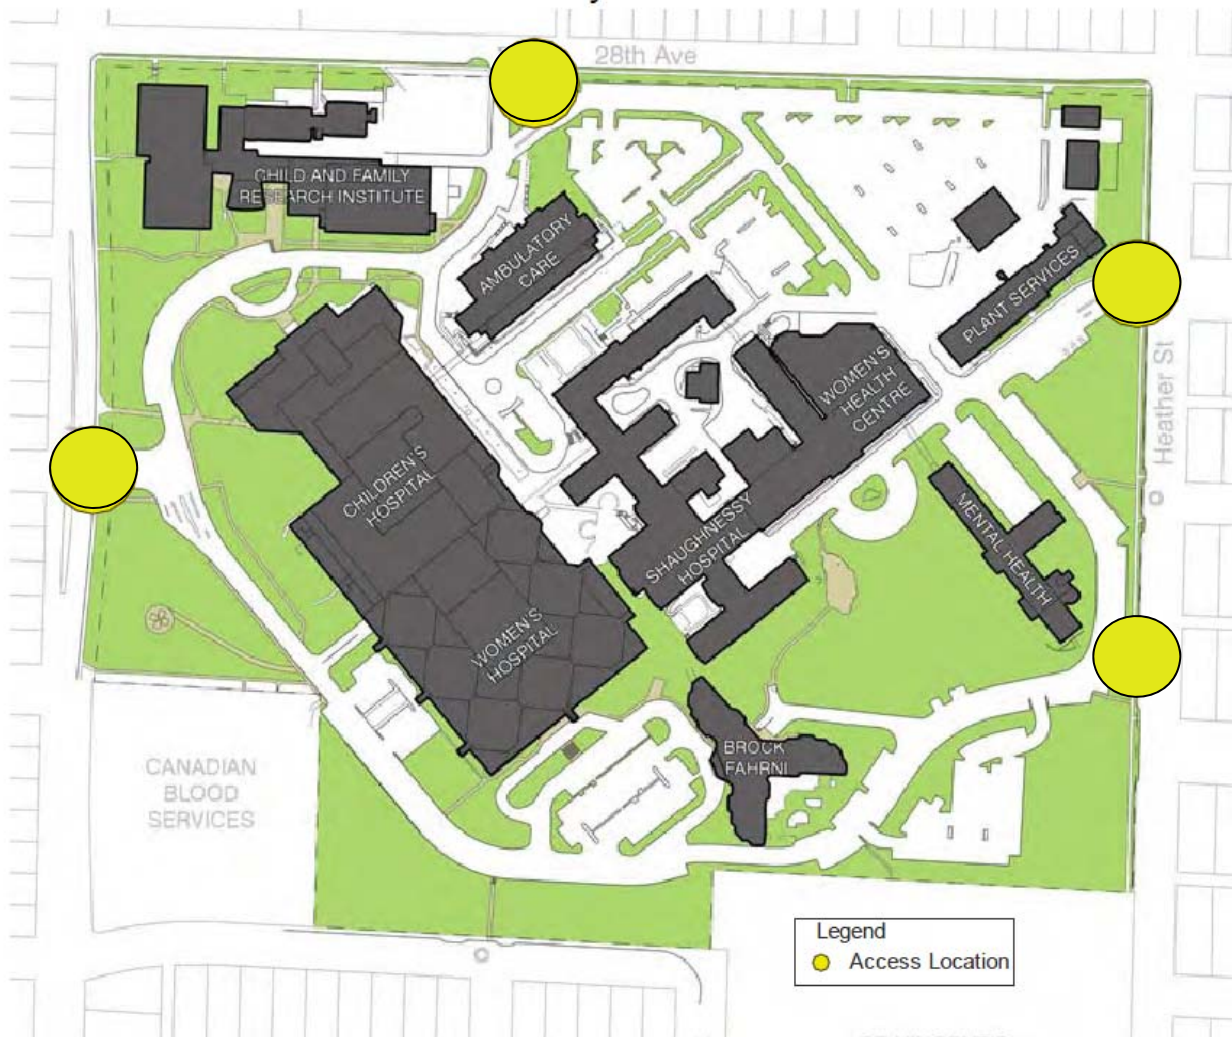 28th Ave
CHILD AND FAMILY
RESEARCH INSTITUTE
AMBULATORY
CARE
PLANT SERVICES
WOMEN'S
HEALTH
CENTRE
Heather St
CHILDREN'S
HOSPITAL
MENTAL HEALTH
SHAUGHNESSY
HOSPITAL
WOMEN'S
HOSPITAL
BROCK
FAHRNI
CANADIAN
BLOOD
SERVICES
Legend
Access Location